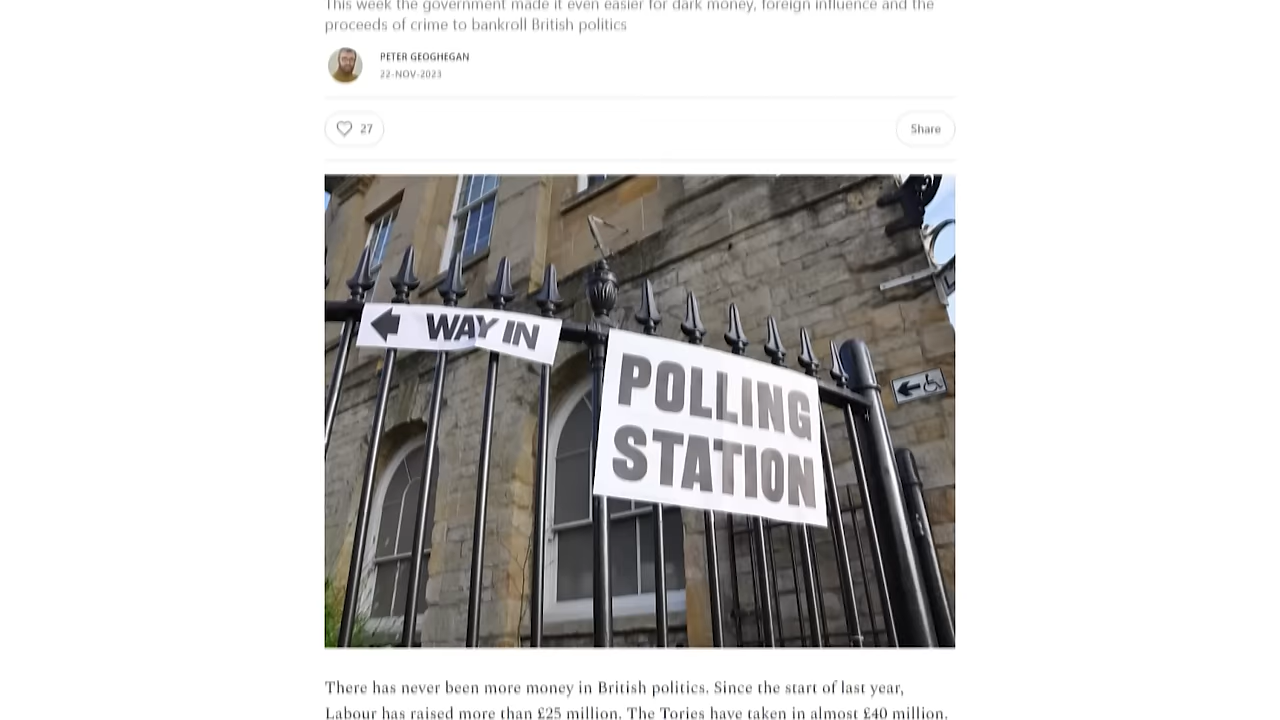 This week the government made it even easier for dark money, foreign influence and the
proceeds of crime to bankroll British politics
PETER GEOGHEGAN
22-NOV-2023
27
Share
WAY IN
POLLING
STATION
There has never been more money in British politics. Since the start of last year,
Labour has raised more than £25 million. The Tories have taken in almost £40 million.